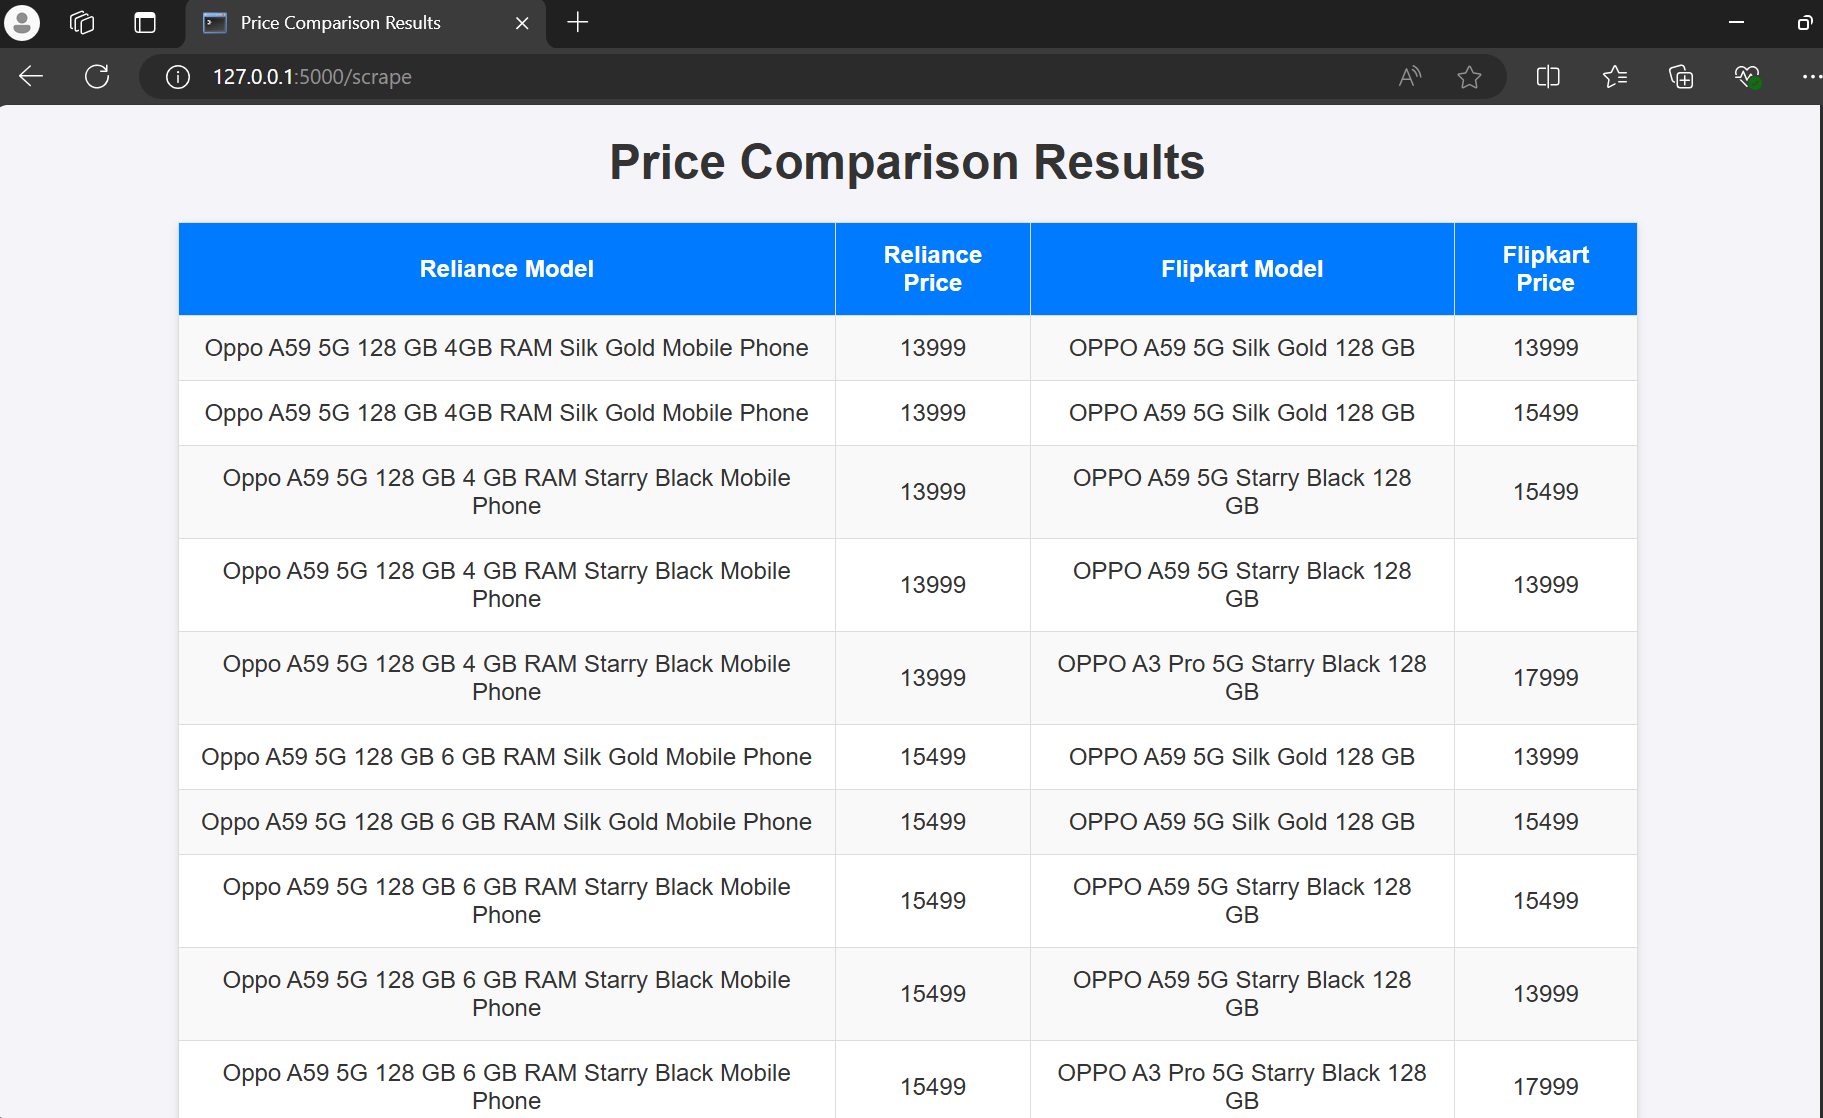 Price Comparison Results
127.0.0.1:5000/scrape
Price Comparison Results
Reliance Model
Reliance
Price
Flipkart Model
Flipkart
Price
Oppo A59 5G 128 GB 4GB RAM Silk Gold Mobile Phone
13999
OPPO A59 5G Silk Gold 128 GB
13999
Oppo A59 5G 128 GB 4GB RAM Silk Gold Mobile Phone
13999
OPPO A59 5G Silk Gold 128 GB
15499
Oppo A59 5G 128 GB 4 GB RAM Starry Black Mobile
Phone
13999
OPPO A59 5G Starry Black 128
GB
15499
Oppo A59 5G 128 GB 4 GB RAM Starry Black Mobile
Phone
13999
OPPO A59 5G Starry Black 128
GB
13999
Oppo A59 5G 128 GB 4 GB RAM Starry Black Mobile
Phone
13999
OPPO A3 Pro 5G Starry Black 128
GB
17999
Oppo A59 5G 128 GB 6 GB RAM Silk Gold Mobile Phone
15499
OPPO A59 5G Silk Gold 128 GB
13999
Oppo A59 5G 128 GB 6 GB RAM Silk Gold Mobile Phone
15499
OPPO A59 5G Silk Gold 128 GB
15499
Oppo A59 5G 128 GB 6 GB RAM Starry Black Mobile
Phone
15499
OPPO A59 5G Starry Black 128
GB
15499
Oppo A59 5G 128 GB 6 GB RAM Starry Black Mobile
Phone
15499
OPPO A59 5G Starry Black 128
GB
13999
Oppo A59 5G 128 GB 6 GB RAM Starry Black Mobile
Phone
15499
OPPO A3 Pro 5G Starry Black 128
GB
17999